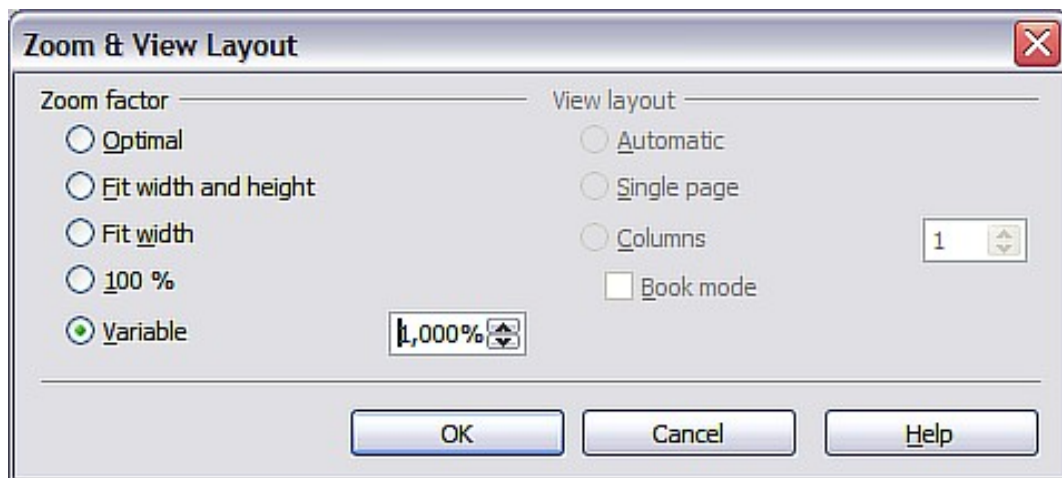 Zoom & View Layout
Zoom factor
Optimal
Fit width and height
Fit width
100 %
Variable 1,000%
View layout
Automatic
Single page
Columns 1
Book mode
OK Cancel Help